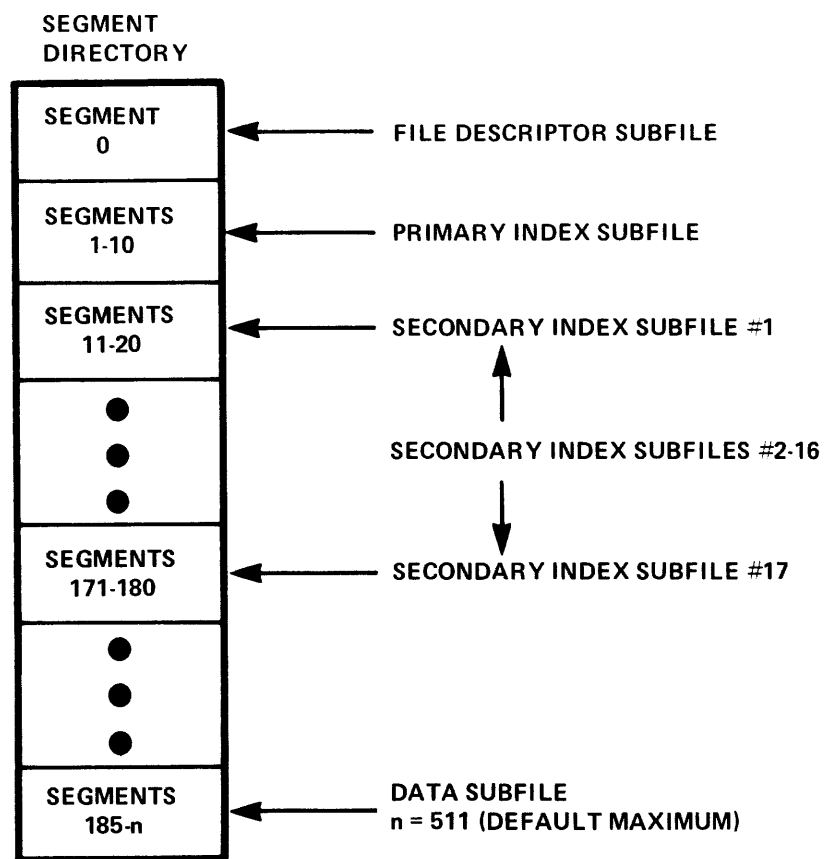 SEGMENT
DIRECTORY
SEGMENT
0
FILE DESCRIPTOR SUBFILE
SEGMENTS
1-10
PRIMARY INDEX SUBFILE
SEGMENTS
11-20
SECONDARY INDEX SUBFILE #1
SECONDARY INDEX SUBFILES #2-16
SEGMENTS
171-180
SECONDARY INDEX SUBFILE #17
SEGMENTS
185-n
DATA SUBFILE
n = 511 (DEFAULT MAXIMUM)